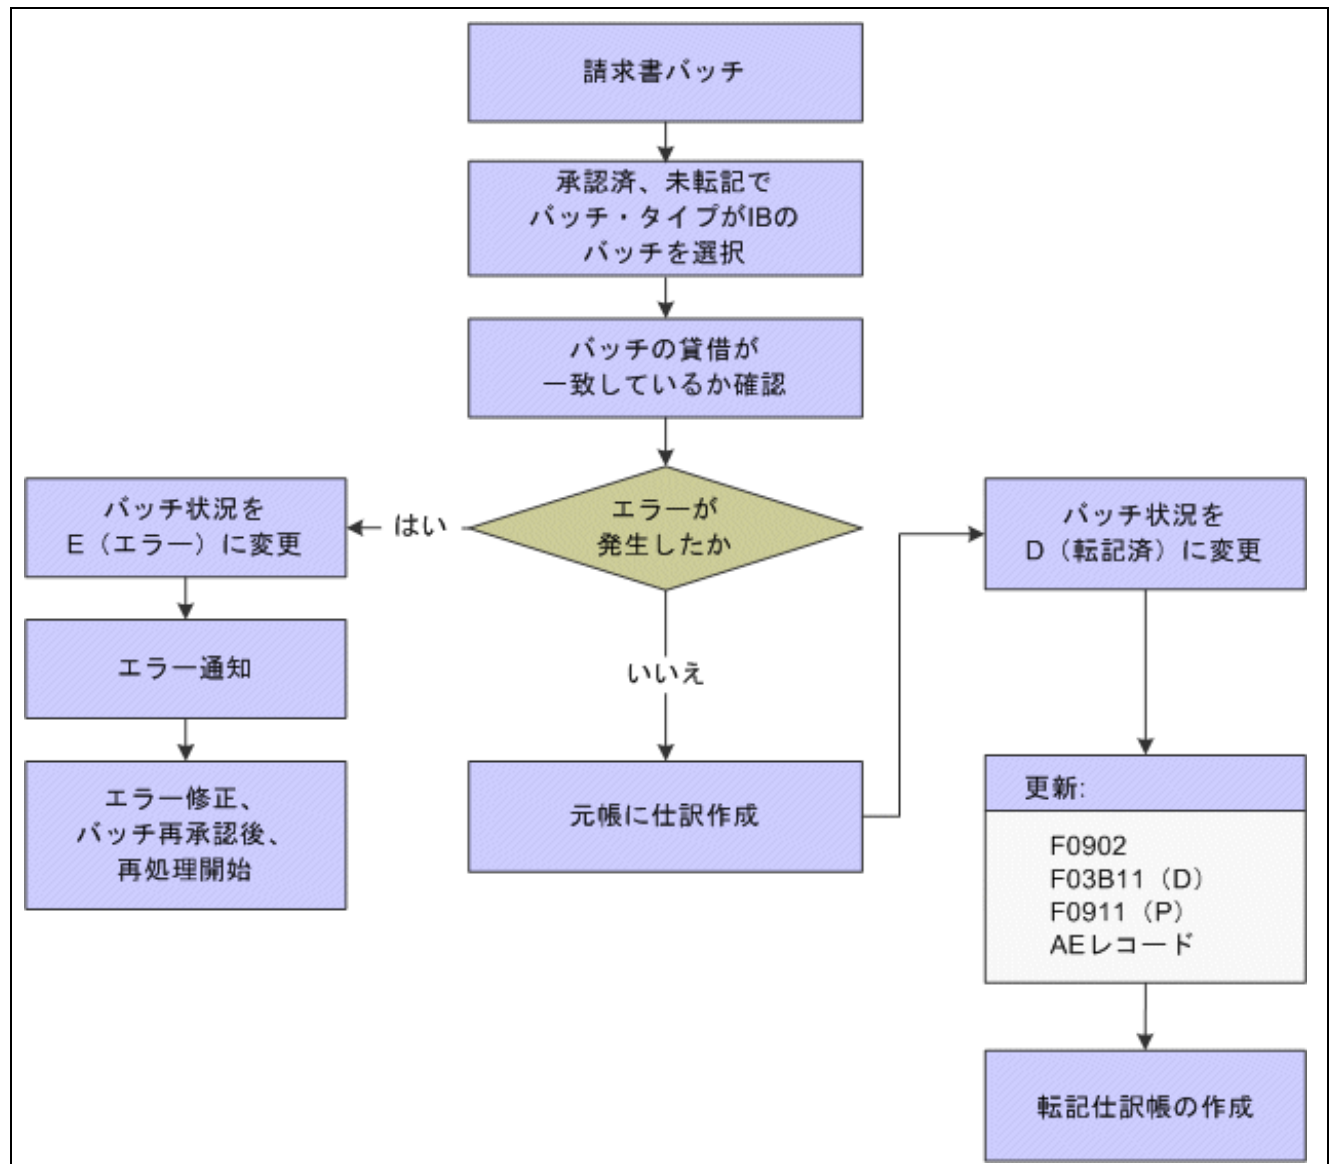 請求書バッチ
承認済、未転記で
バッチ・タイプがIBの
バッチを選択
バッチの貸借が
一致しているか確認
エラーが
発生したか
はい
バッチ状況を
E（エラー）に変更
エラー通知
エラー修正、
バッチ再承認後、
再処理開始
いいえ
元帳に仕訳作成
バッチ状況を
D（転記済）に変更
更新:
F0902
F03B11（D）
F0911（P）
AEレコード
転記仕訳帳の作成